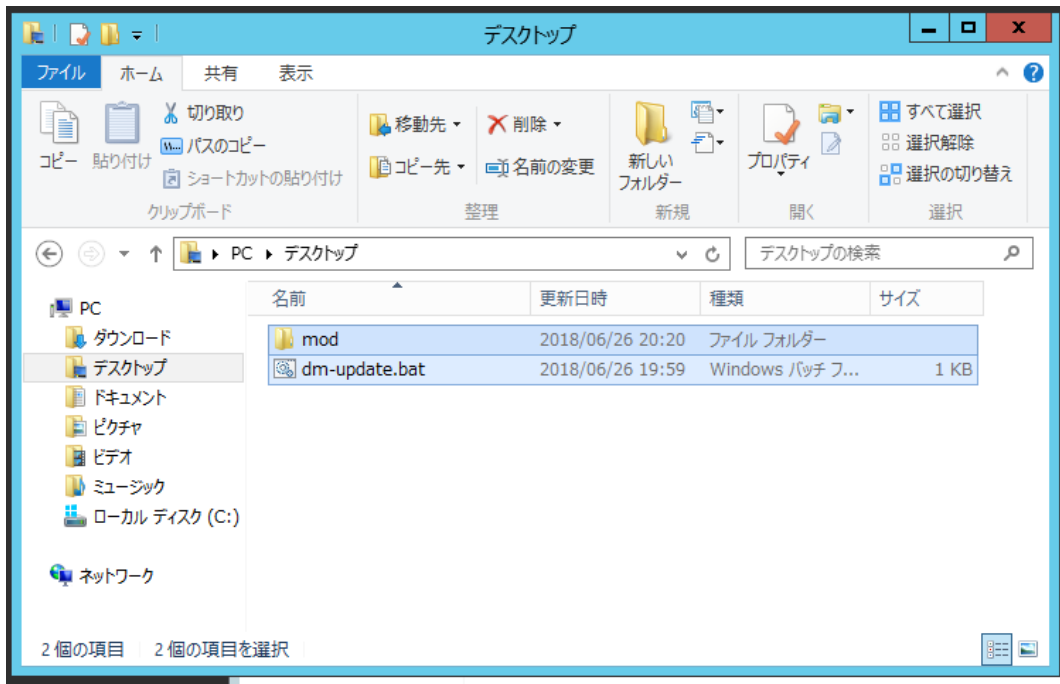 デスクトップ
ファイル ホーム 共有 表示
コピー
貼り付け
切り取り
パスのコピー
ショートカットの貼り付け
クリップボード
移動先
コピー先
削除
名前の変更
整理
新しい
フォルダー
新規
プロパティ
開く
すべて選択
選択解除
選択の切り替え
選択
PC デスクトップ
デスクトップの検索
PC
ダウンロード
デスクトップ
ドキュメント
ピクチャ
ビデオ
ミュージック
ローカル ディスク (C:)
ネットワーク
名前 更新日時 種類 サイズ
mod 2018/06/26 20:20 ファイル フォルダー
dm-update.bat 2018/06/26 19:59 Windows バッチ フ... 1 KB
2 個の項目 2 個の項目を選択